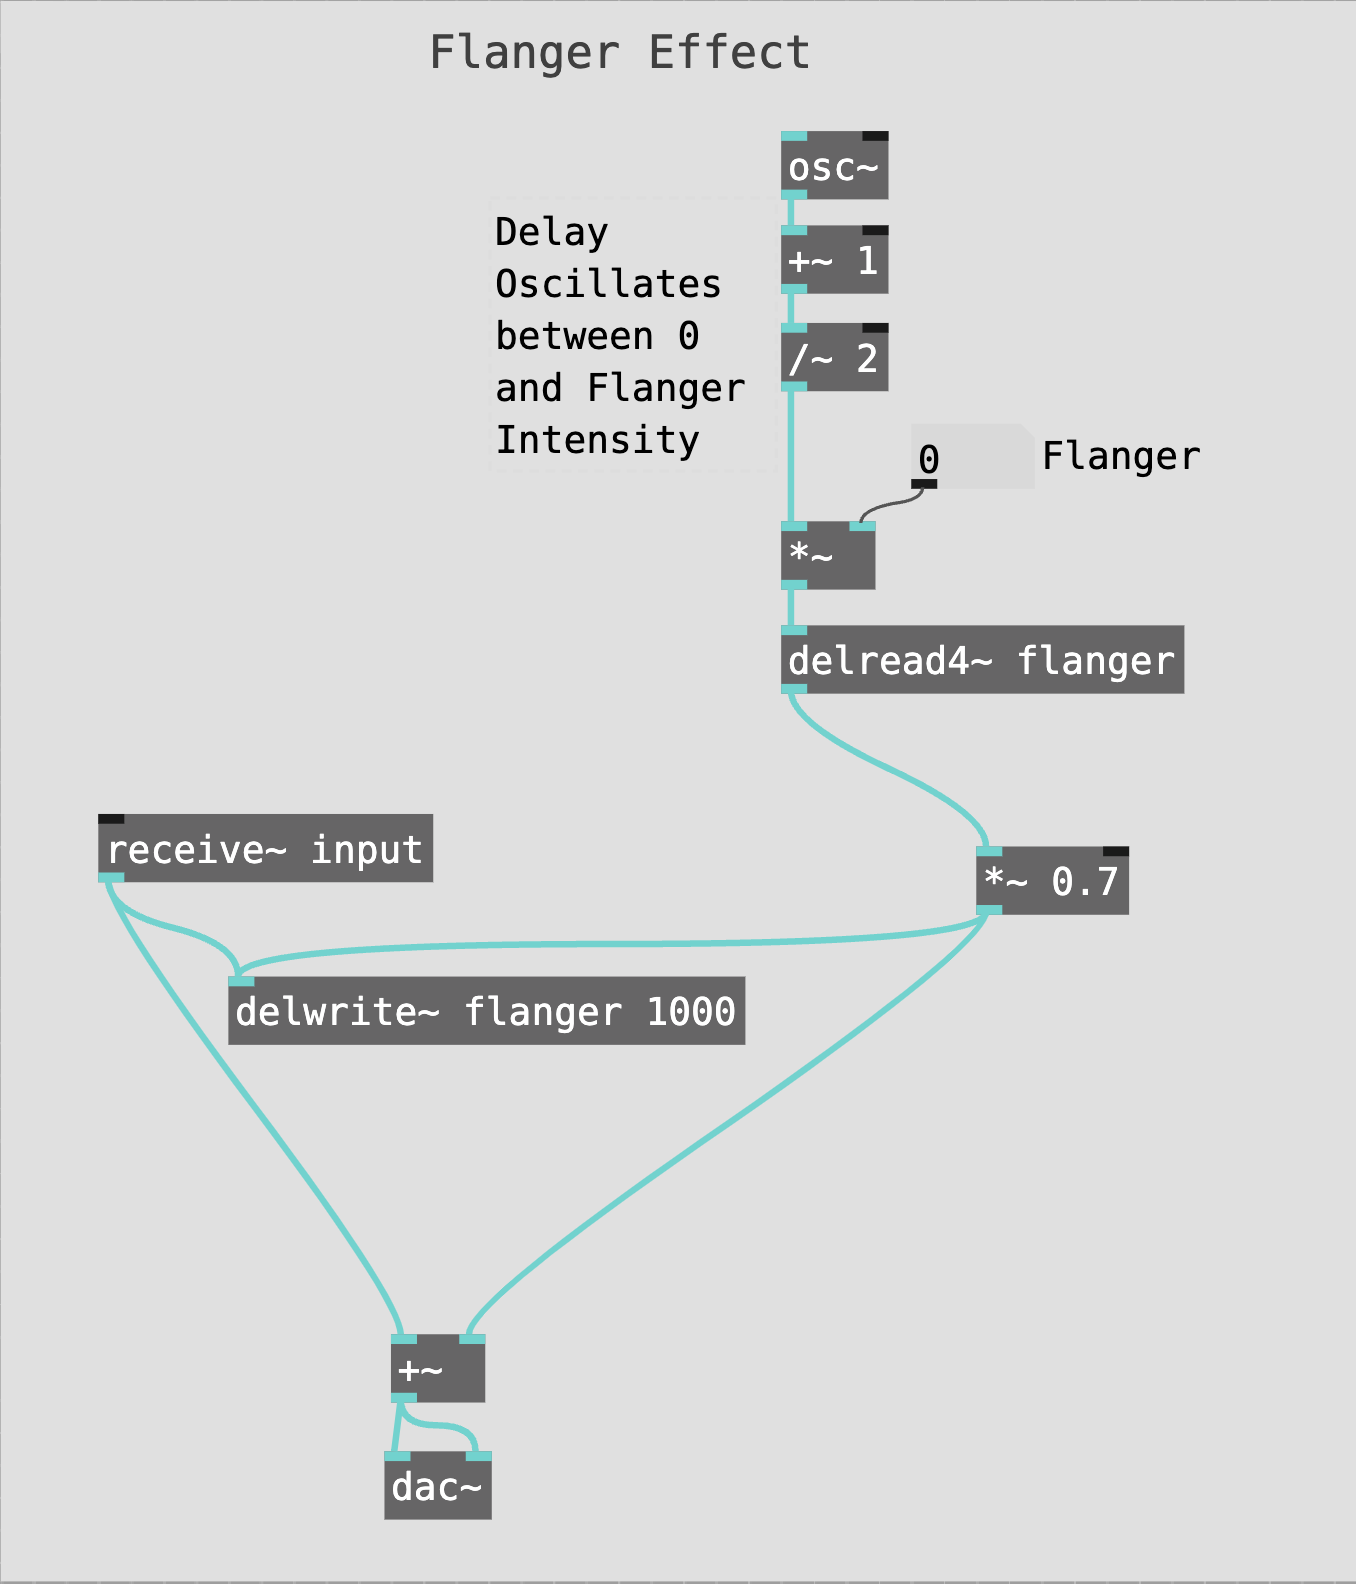 Flanger Effect
osc~
Delay
Oscillates
between 0
and Flanger
Intensity
+~ 1
/~ 2
0
Flanger
*~
delread4~ flanger
receive~ input
*~ 0.7
delwrite~ flanger 1000
+~
dac~